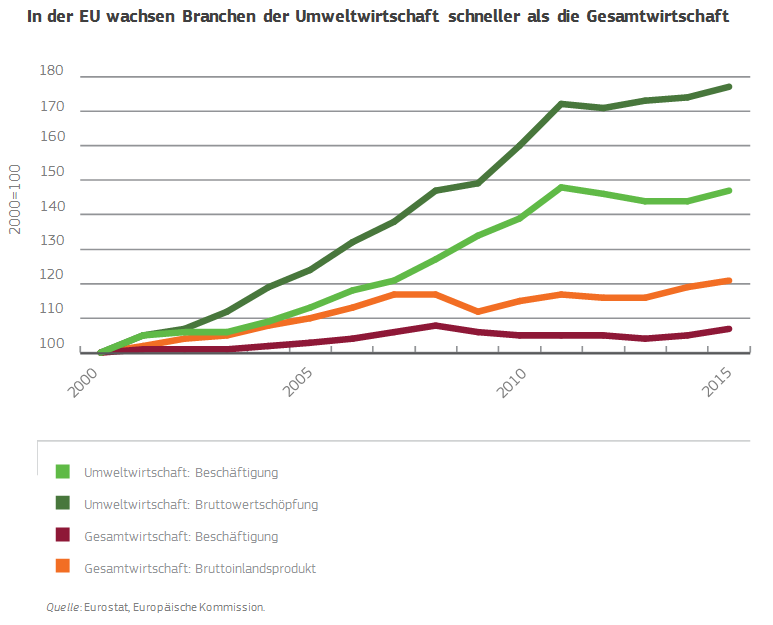 In der EU wachsen Branchen der Umweltwirtschaft schneller als die Gesamtwirtschaft
2000=100
180
170
160
150
140
130
120
110
100
2000
2005
2010
2015
Umweltwirtschaft: Beschäftigung
Umweltwirtschaft: Bruttowertschöpfung
Gesamtwirtschaft: Beschäftigung
Gesamtwirtschaft: Bruttoinlandsprodukt
Quelle: Eurostat, Europäische Kommission.